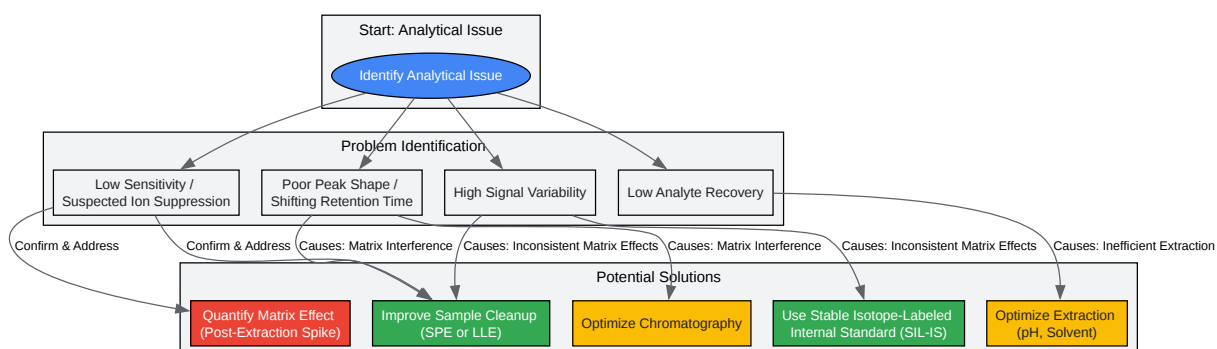 Start: Analytical Issue
Identify Analytical Issue
Problem Identification
Low Sensitivity /
Suspected Ion Suppression
Poor Peak Shape /
Shifting Retention Time
High Signal Variability
Low Analyte Recovery
Confirm & Address
Confirm & Address
Causes: Matrix Interference
Causes: Inconsistent Matrix Effects
Causes: Matrix Interference
Causes: Inconsistent Matrix Effects
Causes: Inefficient Extraction
Potential Solutions
Quantify Matrix Effect
(Post-Extraction Spike)
Improve Sample Cleanup
(SPE or LLE)
Optimize Chromatography
Use Stable Isotope-Labeled
Internal Standard (SIL-IS)
Optimize Extraction
(pH, Solvent)